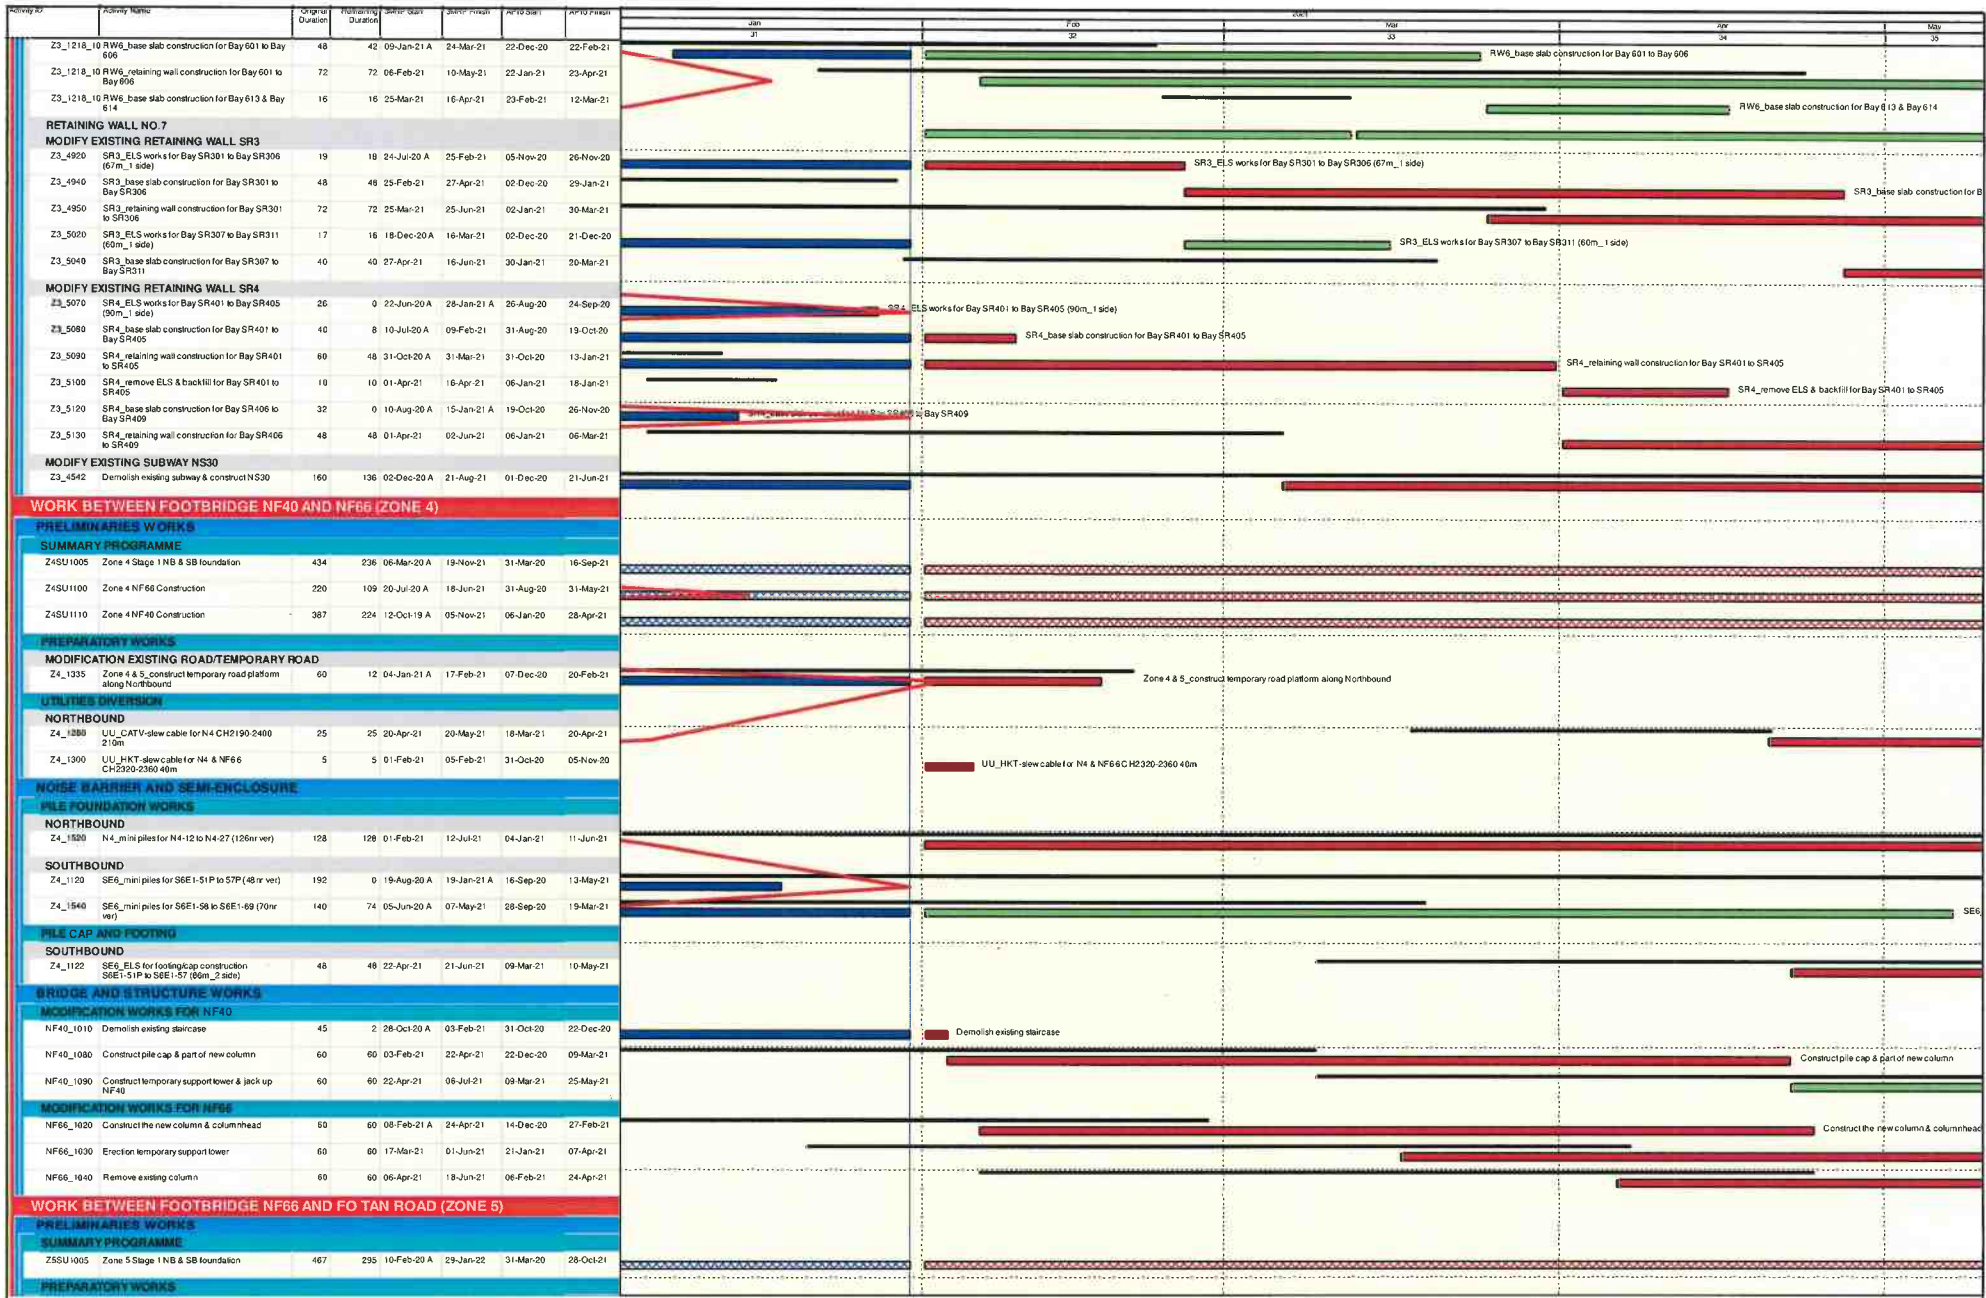 Activity ID Activity Name Original Duration Remaining Duration 3MRP Start 3MRP Finish AP10 Start AP10 Finish
2021
Jan Feb Mar Apr May
31 32 33 34 35
Z3_1218_10 RW6_base slab construction for Bay 601 to Bay 606 48 42 09-Jan-21 A 24-Mar-21 22-Dec-20 22-Feb-21
RW6_base slab construction for Bay 601 to Bay 606
Z3_1218_10 RW6_retaining wall construction for Bay 601 to Bay 606 72 72 06-Feb-21 10-May-21 22-Jan-21 23-Apr-21
Z3_1218_10 RW6_base slab construction for Bay 613 & Bay 614 16 16 25-Mar-21 16-Apr-21 23-Feb-21 12-Mar-21
RW6_base slab construction for Bay 613 & Bay 614
RETAINING WALL NO.7
MODIFY EXISTING RETAINING WALL SR3
Z3_4920 SR3_ELS works for Bay SR301 to Bay SR306 (67m_1 side) 19 18 24-Jul-20 A 25-Feb-21 05-Nov-20 26-Nov-20
SR3_ELS works for Bay SR301 to Bay SR306 (67m_1 side)
Z3_4940 SR3_base slab construction for Bay SR301 to Bay SR306 48 48 25-Feb-21 27-Apr-21 02-Dec-20 29-Jan-21
SR3_base slab construction for B
Z3_4950 SR3_retaining wall construction for Bay SR301 to SR306 72 72 25-Mar-21 25-Jun-21 02-Jan-21 30-Mar-21
Z3_5020 SR3_ELS works for Bay SR307 to Bay SR311 (60m_1 side) 17 16 18-Dec-20 A 16-Mar-21 02-Dec-20 21-Dec-20
SR3_ELS works for Bay SR307 to Bay SR311 (60m_1 side)
Z3_5040 SR3_base slab construction for Bay SR307 to Bay SR311 40 40 27-Apr-21 16-Jun-21 30-Jan-21 20-Mar-21
MODIFY EXISTING RETAINING WALL SR4
Z3_5070 SR4_ELS works for Bay SR401 to Bay SR405 (90m_1 side) 26 0 22-Jun-20 A 28-Jan-21 A 26-Aug-20 24-Sep-20
SR4_ELS works for Bay SR401 to Bay SR405 (90m_1 side)
Z3_5080 SR4_base slab construction for Bay SR401 to Bay SR405 40 8 10-Jul-20 A 09-Feb-21 31-Aug-20 19-Oct-20
SR4_base slab construction for Bay SR401 to Bay SR405
Z3_5090 SR4_retaining wall construction for Bay SR401 to SR405 60 48 31-Oct-20 A 31-Mar-21 31-Oct-20 13-Jan-21
SR4_retaining wall construction for Bay SR401 to SR405
Z3_5100 SR4_remove ELS & backfill for Bay SR401 to SR405 10 10 01-Apr-21 16-Apr-21 06-Jan-21 18-Jan-21
SR4_remove ELS & backfill for Bay SR401 to SR405
Z3_5120 SR4_base slab construction for Bay SR406 to Bay SR409 32 0 10-Aug-20 A 15-Jan-21 A 19-Oct-20 26-Nov-20
Bay SR409
Z3_5130 SR4_retaining wall construction for Bay SR406 to SR409 48 48 01-Apr-21 02-Jun-21 06-Jan-21 06-Mar-21
MODIFY EXISTING SUBWAY NS30
Z3_4542 Demolish existing subway & construct NS30 160 136 02-Dec-20 A 21-Aug-21 01-Dec-20 21-Jun-21
WORK BETWEEN FOOTBRIDGE NF40 AND NF66 (ZONE 4)
PRELIMINARIES WORKS
SUMMARY PROGRAMME
Z4SU1005 Zone 4 Stage 1 NB & SB foundation 434 236 06-Mar-20 A 19-Nov-21 31-Mar-20 16-Sep-21
Z4SU1100 Zone 4 NF66 Construction 220 109 20-Jul-20 A 18-Jun-21 31-Aug-20 31-May-21
Z4SU1110 Zone 4 NF40 Construction 387 224 12-Oct-19 A 05-Nov-21 06-Jan-20 28-Apr-21
PREPARATORY WORKS
MODIFICATION EXISTING ROAD/TEMPORARY ROAD
Z4_1335 Zone 4 & 5_construct temporary road platform along Northbound 60 12 04-Jan-21 A 17-Feb-21 07-Dec-20 20-Feb-21
Zone 4 & 5_construct temporary road platform along Northbound
UTILITIES DIVERSION
NORTHBOUND
Z4_1280 UU_CATV-slew cable for N4 CH2190-2400 210m 25 25 20-Apr-21 20-May-21 18-Mar-21 20-Apr-21
Z4_1300 UU_HKT-slew cable for N4 & NF66 CH2320-2360 40m 5 5 01-Feb-21 05-Feb-21 31-Oct-20 05-Nov-20
UU_HKT-slew cable for N4 & NF66 CH2320-2360 40m
NOISE BARRIER AND SEMI-ENCLOSURE
PILE FOUNDATION WORKS
NORTHBOUND
Z4_1520 N4_mini piles for N4-12 to N4-27 (126nr ver) 128 128 01-Feb-21 12-Jul-21 04-Jan-21 11-Jun-21
SOUTHBOUND
Z4_1120 SE6_mini piles for S6E1-51P to 57P (48nr ver) 192 0 19-Aug-20 A 19-Jan-21 A 16-Sep-20 13-May-21
Z4_1540 SE6_mini piles for S6E1-58 to S6E1-69 (70nr ver) 140 74 05-Jun-20 A 07-May-21 28-Sep-20 19-Mar-21
SE6_
PILE CAP AND FOOTING
SOUTHBOUND
Z4_1122 SE6_ELS for footing/cap construction S6E1-51P to S6E1-57 (86m_2 side) 48 48 22-Apr-21 21-Jun-21 09-Mar-21 10-May-21
BRIDGE AND STRUCTURE WORKS
MODIFICATION WORKS FOR NF40
NF40_1010 Demolish existing staircase 45 2 28-Oct-20 A 03-Feb-21 31-Oct-20 22-Dec-20
Demolish existing staircase
NF40_1080 Construct pile cap & part of new column 60 60 03-Feb-21 22-Apr-21 22-Dec-20 09-Mar-21
Construct pile cap & part of new column
NF40_1090 Construct temporary support tower & jack up NF40 60 60 22-Apr-21 06-Jul-21 09-Mar-21 25-May-21
MODIFICATION WORKS FOR NF66
NF66_1020 Construct the new column & columnhead 60 60 08-Feb-21 A 24-Apr-21 14-Dec-20 27-Feb-21
Construct the new column & columnhead
NF66_1030 Erection temporary support tower 60 60 17-Mar-21 01-Jun-21 21-Jan-21 07-Apr-21
NF66_1040 Remove existing column 60 60 06-Apr-21 18-Jun-21 06-Feb-21 24-Apr-21
WORK BETWEEN FOOTBRIDGE NF66 AND FO TAN ROAD (ZONE 5)
PRELIMINARIES WORKS
SUMMARY PROGRAMME
Z5SU1005 Zone 5 Stage 1 NB & SB foundation 467 295 10-Feb-20 A 29-Jan-22 31-Mar-20 28-Oct-21
PREPARATORY WORKS